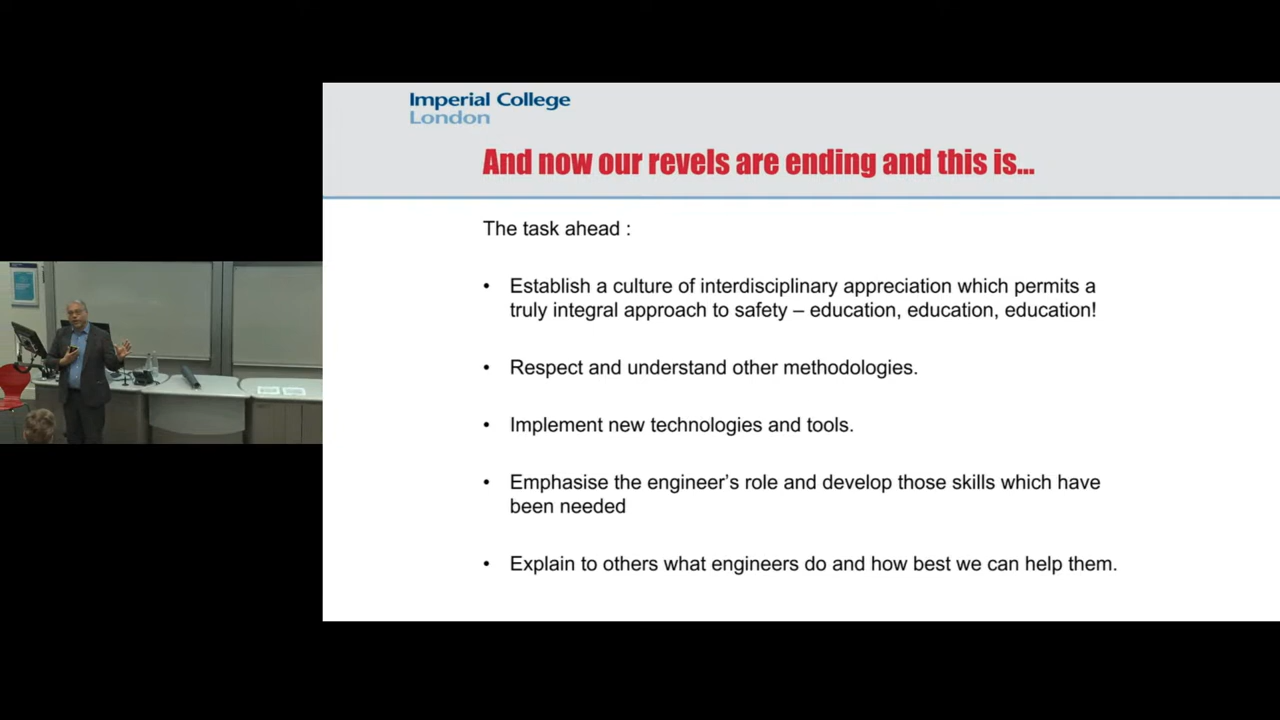 Imperial College
London
And now our revels are ending and this is...
The task ahead :
• Establish a culture of interdisciplinary appreciation which permits a
truly integral approach to safety – education, education, education!
• Respect and understand other methodologies.
• Implement new technologies and tools.
• Emphasise the engineer's role and develop those skills which have
been needed
• Explain to others what engineers do and how best we can help them.